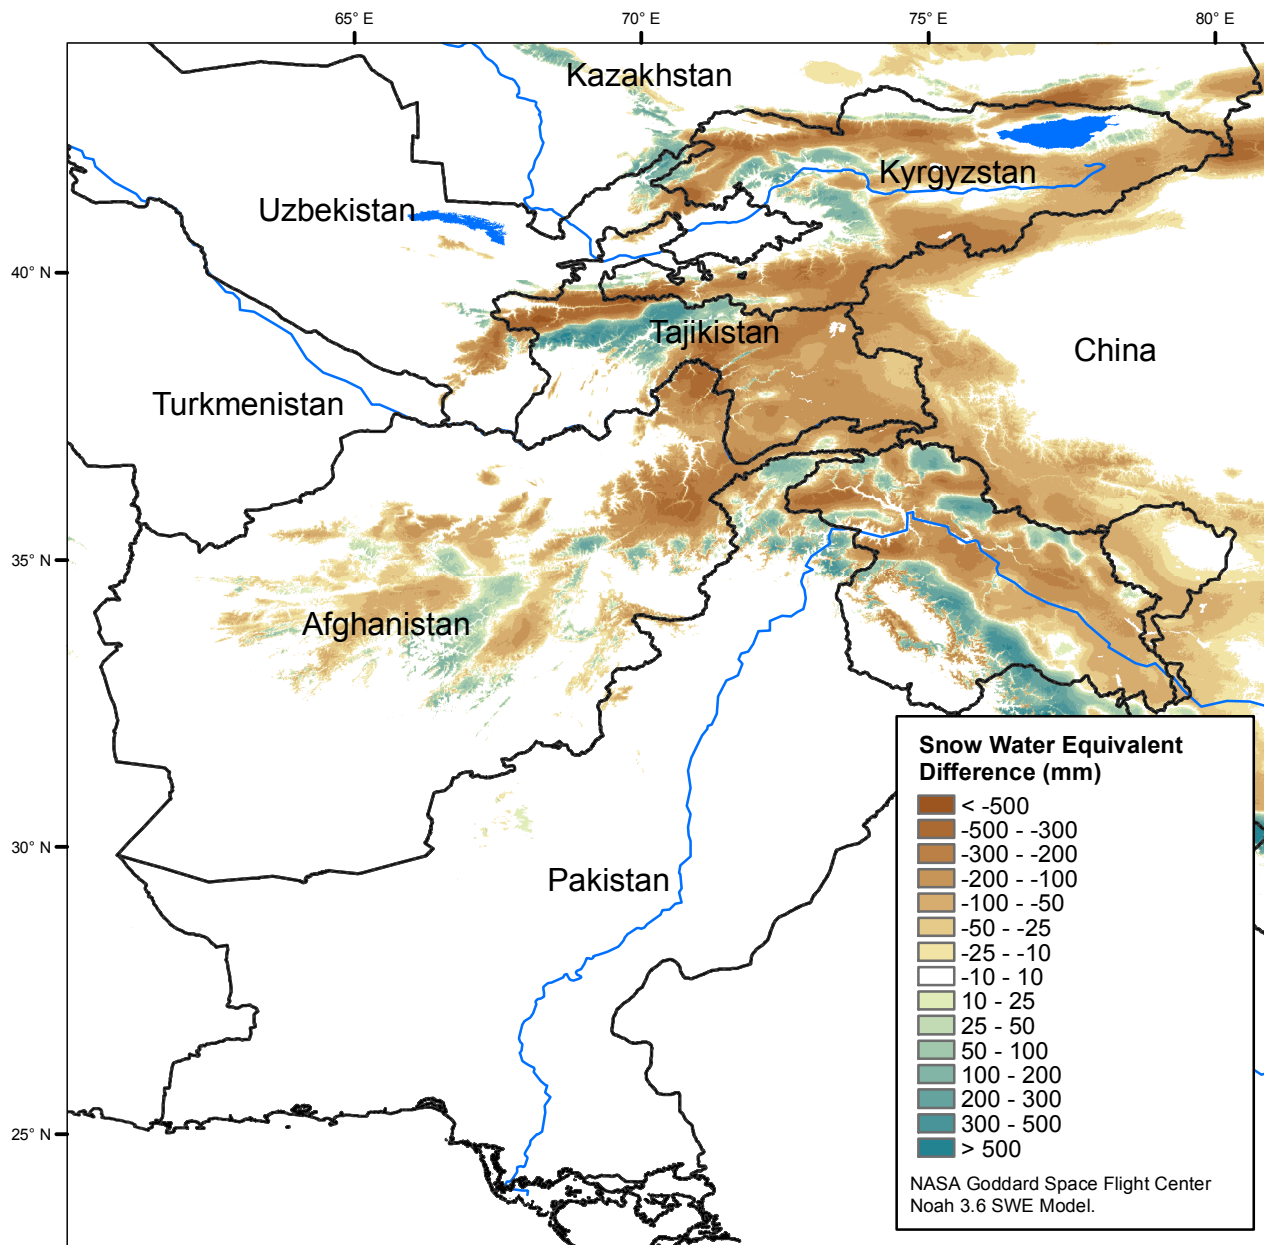 65° E
70° E
75° E
80° E
Kazakhstan
Kyrgyzstan
Uzbekistan
40° N
Tajikistan
China
Turkmenistan
35° N
Afghanistan
Snow Water Equivalent
Difference (mm)
< -500
-500 - -300
-300 - -200
-200 - -100
-100 - -50
-50 - -25
-25 - -10
-10 - 10
10 - 25
25 - 50
50 - 100
100 - 200
200 - 300
300 - 500
> 500
30° N
Pakistan
25° N
NASA Goddard Space Flight Center
Noah 3.6 SWE Model.